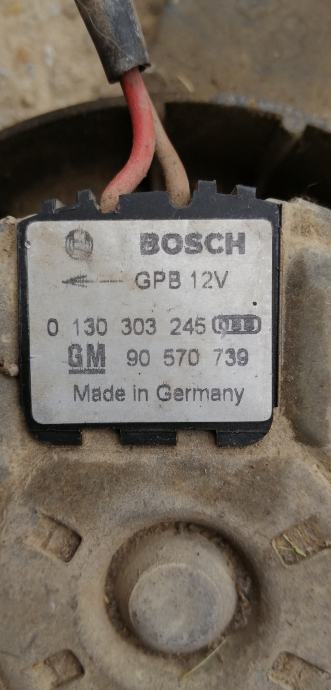 BOSCH
GPB 12V
0 130 303 245
GM 90 570 739
Made in Germany